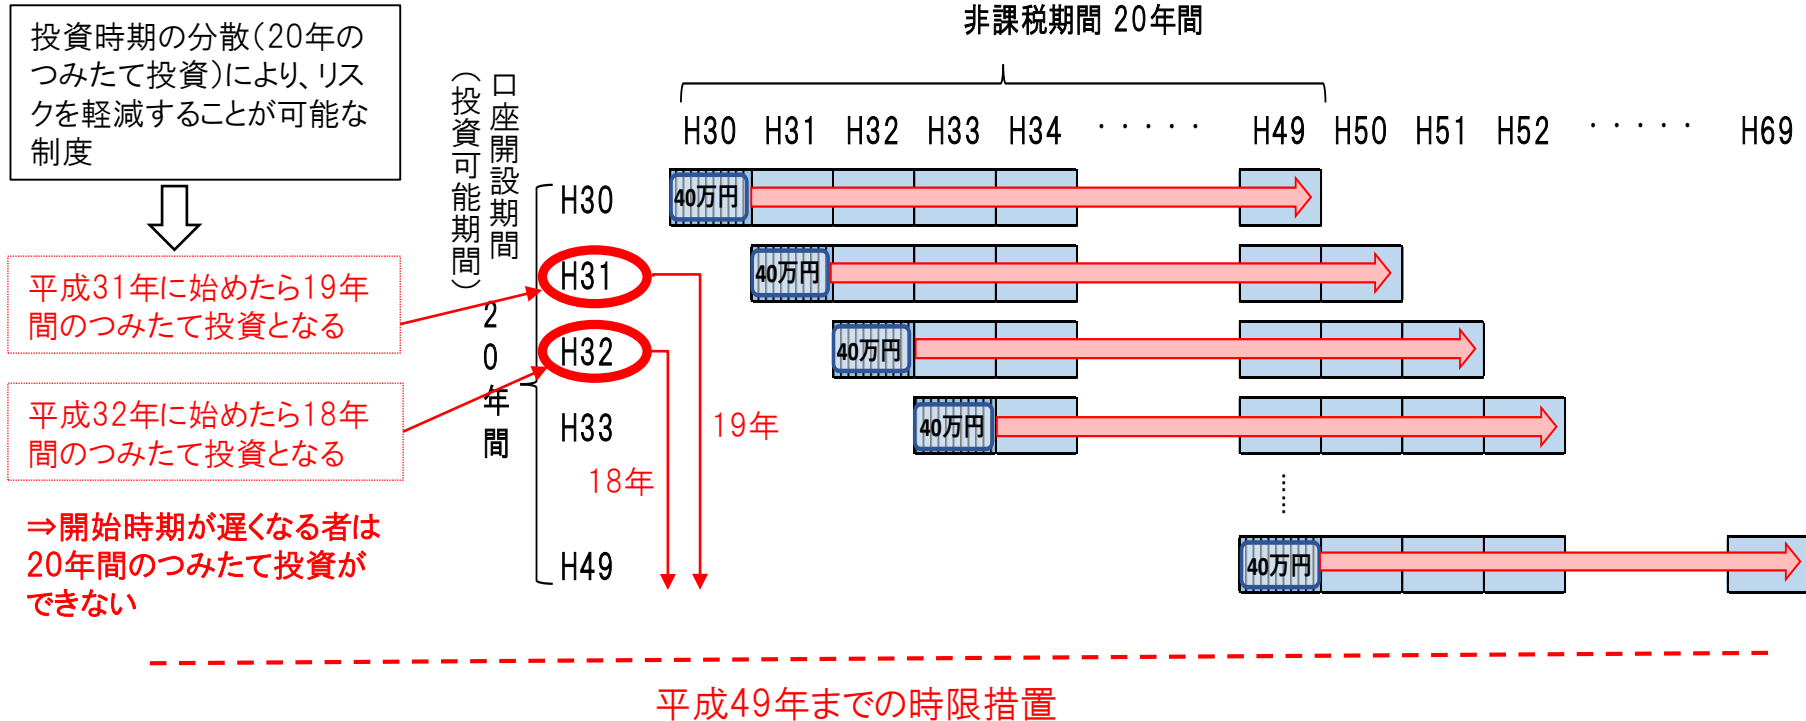 投資時期の分散(20年の
つみたて投資)により、リス
クを軽減することが可能な
制度
平成31年に始めたら19年
間のつみたて投資となる
平成32年に始めたら18年
間のつみたて投資となる
⇒開始時期が遅くなる者は
20年間のつみたて投資が
できない
口座開設期間
(投資可能期間)
20年間
非課税期間 20年間
H30 H31 H32 H33 H34 ・・・・・ H49 H50 H51 H52 ・・・・・ H69
H30 40万円
H31 40万円
H32 40万円
H33 40万円
19年
18年
H49 40万円
平成49年までの時限措置